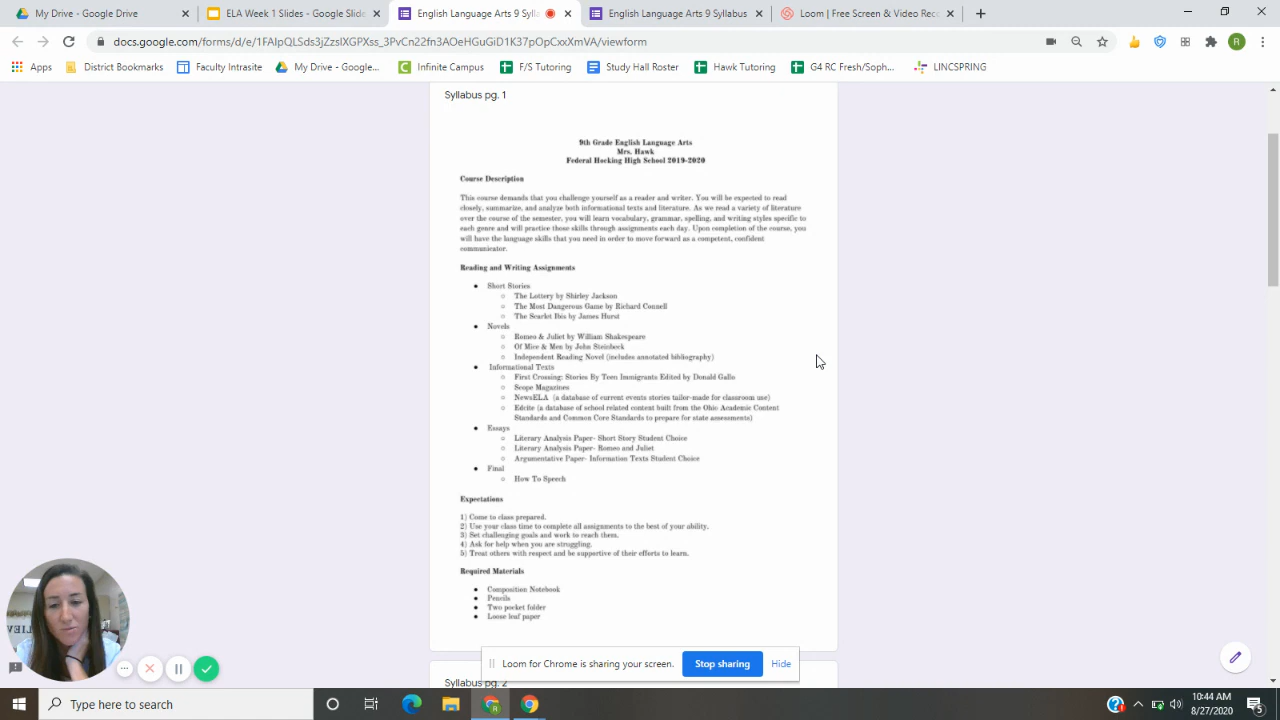 My Drive - Google Drive
ELA Week 1 - Google Slides
English Language Arts Sylla
English 9 Syllabus
Loom | Free Screen & Video Rec
docs.google.com/forms/d/e/
/viewform
Apps
District Bookmarks
Faculty Intrasite
My Drive - Google...
Infinite Campus
F/S Tutoring
Study Hall Roster
Hawk Tutoring
G4 RC Fresh/Soph...
LINCSPRING
Syllabus pg. 1
9th Grade English Language Arts
Mrs. Hawk
Federal Hocking High School 2019-2020
Course Description
This course demands that you challenge yourself as a reader and writer. You will be expected to read
closely, summarize, and analyze both informational texts and literature. As we read a variety of literature
over the course of the semester, you will learn vocabulary, grammar, spelling, and writing styles specific to
each genre and will practice those skills through assignments each day. Upon completion of the course, you
will have the language skills that you need in order to move forward as a competent, confident
communicator.
Reading and Writing Assignments
Short Stories
The Lottery by Shirley Jackson
The Most Dangerous Game by Richard Connell
The Scarlet Ibis by James Hurst
Novels
Romeo & Juliet by William Shakespeare
Of Mice & Men by John Steinbeck
Independent Reading Novel (includes annotated bibliography)
Informational Texts
First Crossing: Stories By Teen Immigrants Edited by Donald Gallo
Scope Magazines
NewsELA (a database of current events stories tailor-made for classroom use)
Edcite (a database of school related content built from the Ohio Academic Content
Standards and Common Core Standards to prepare for state assessments)
Essays
Literary Analysis Paper- Short Story Student Choice
Literary Analysis Paper- Romeo and Juliet
Argumentative Paper- Information Texts Student Choice
Final
How To Speech
Expectations
1) Come to class prepared.
2) Use your class time to complete all assignments to the best of your ability.
3) Set challenging goals and work to reach them.
4) Ask for help when you are struggling.
5) Treat others with respect and be supportive of their efforts to learn.
Required Materials
Composition Notebook
Pencils
Two pocket folder
Loose leaf paper
Loom for Chrome is sharing your screen.
Stop sharing
Hide
Syllabus pg. 2
Type here to search
10:44 AM
8/27/2020